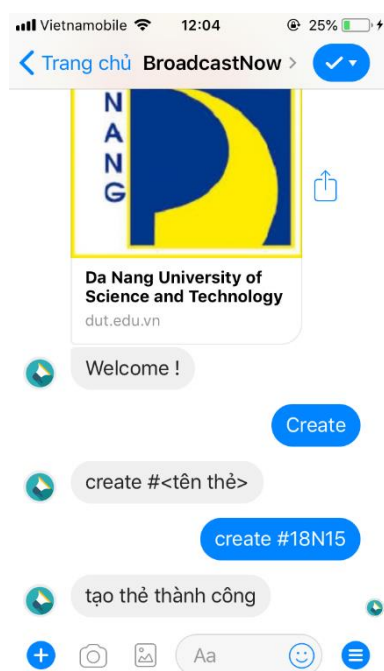 Vietnamobile 12:04 25%
Trang chủ BroadcastNow
N
A
N
G
Da Nang University of
Science and Technology
dut.edu.vn
Welcome !
Create
create #<tên thẻ>
create #18N15
tạo thẻ thành công
Aa